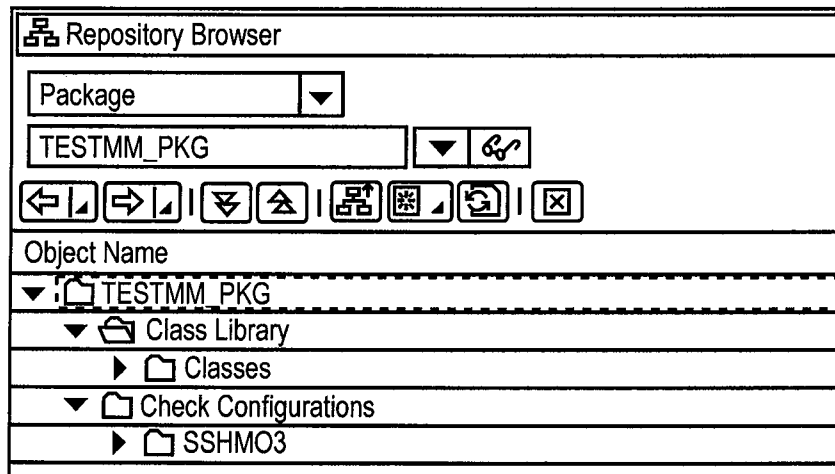 Repository Browser
Package
TESTMM_PKG
Object Name
TESTMM_PKG
Class Library
Classes
Check Configurations
SSHMO3